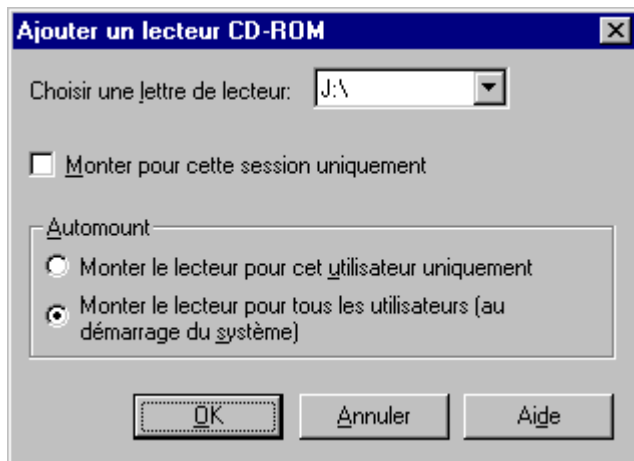 Ajouter un lecteur CD-ROM
Choisir une lettre de lecteur: J:\
Monter pour cette session uniquement
Automount
Monter le lecteur pour cet utilisateur uniquement
Monter le lecteur pour tous les utilisateurs (au
démarrage du système)
OK Annuler Aide